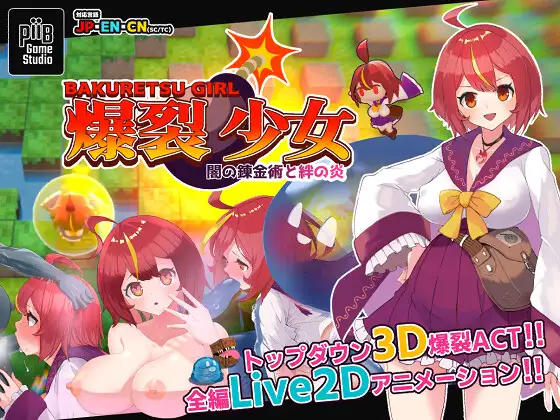 PiiB
Game
Studio
対応言語
JP・EN・CN(SC/TC)
BAKURETSU GIRL
爆裂少女
闇の錬金術と絆の炎
トップダウン3D爆裂ACT!!
全編Live2Dアニメーション!!